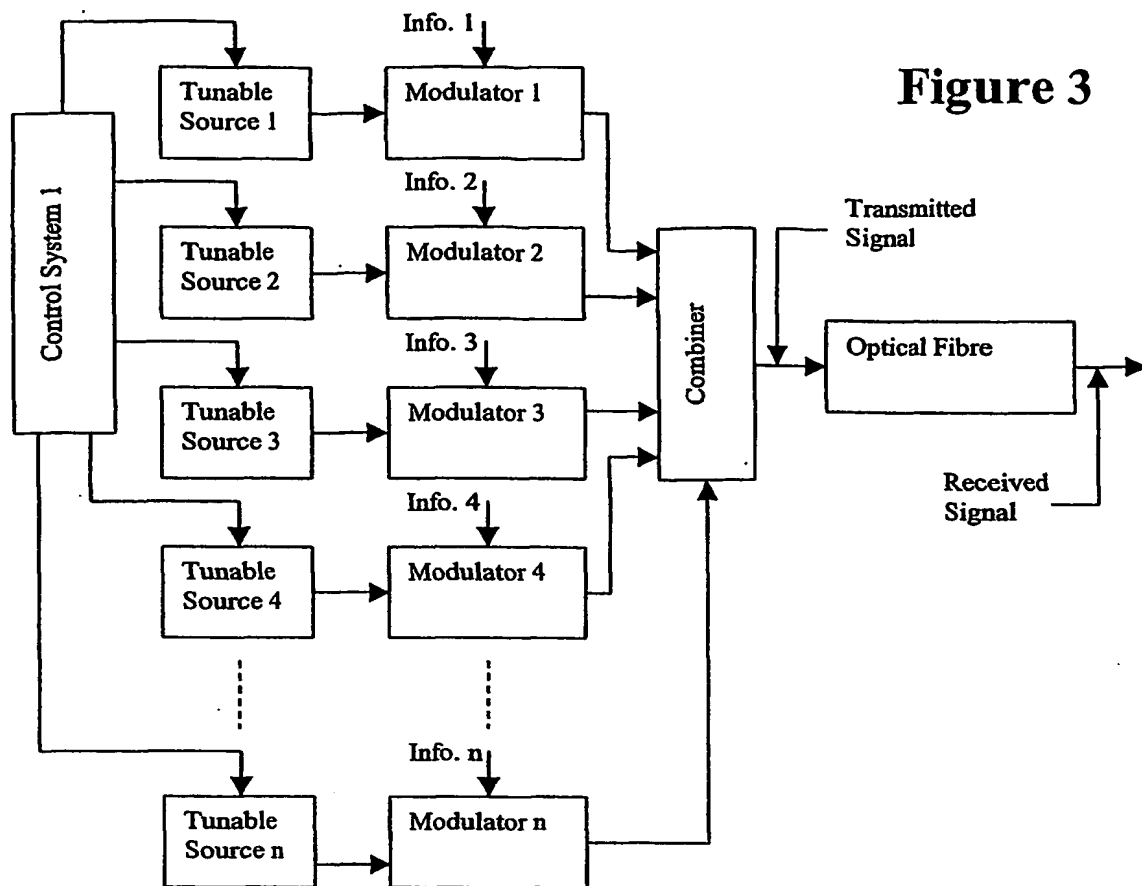 Figure 3
Info. 1
Tunable
Source 1
Modulator 1
Control System 1
Info. 2
Tunable
Source 2
Modulator 2
Transmitted
Signal
Combiner
Optical Fibre
Info. 3
Tunable
Source 3
Modulator 3
Received
Signal
Info. 4
Tunable
Source 4
Modulator 4
Info. n
Tunable
Source n
Modulator n